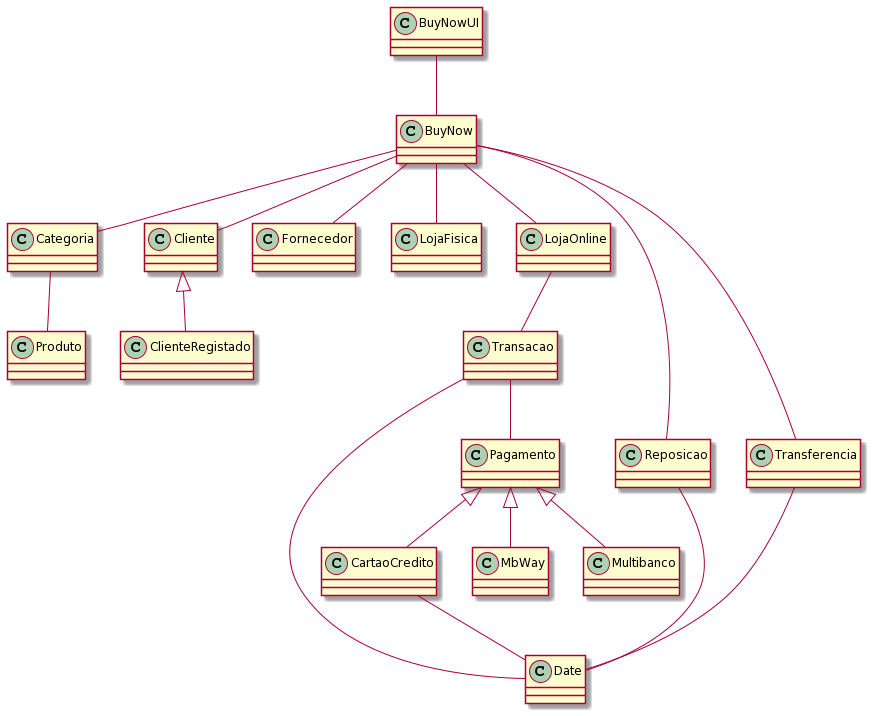 C BuyNowUI
C BuyNow
C Categoria
C Cliente
C Fornecedor
C LojaFisica
C LojaOnline
C Produto
C ClienteRegistado
C Transacao
C Pagamento
C Reposicao
C Transferencia
C CartaoCredito
C MbWay
C Multibanco
C Date